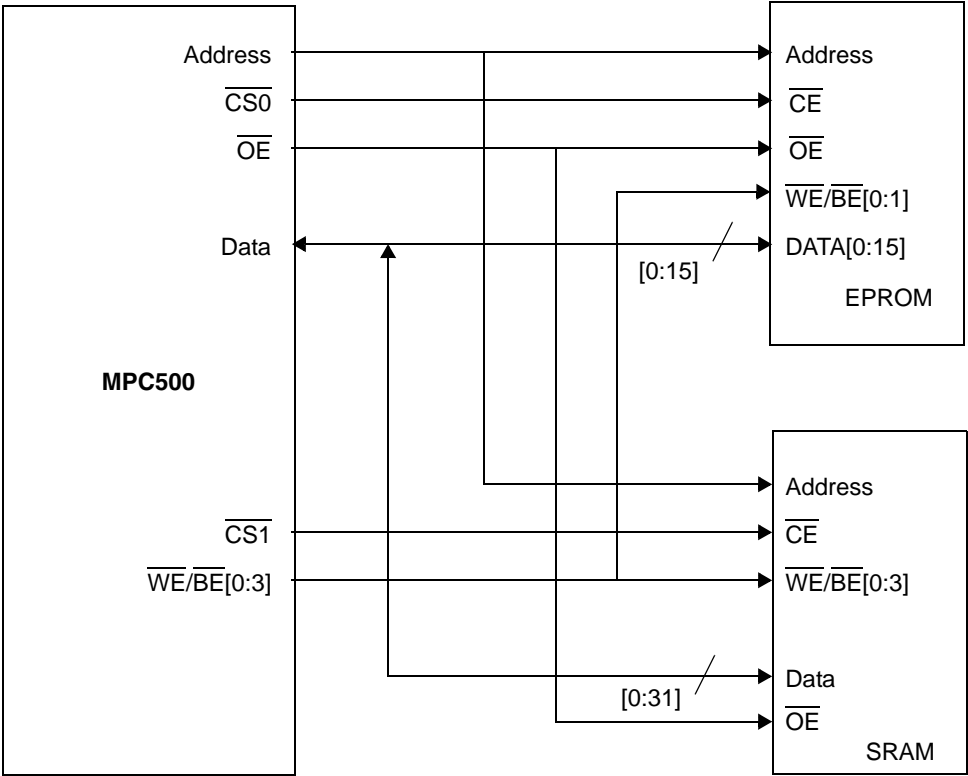 Address
CS0
OE
Data
MPC500
CS1
WE/BE[0:3]
[0:15]
[0:31]
Address
CE
OE
WE/BE[0:1]
DATA[0:15]
EPROM
Address
CE
WE/BE[0:3]
Data
OE
SRAM